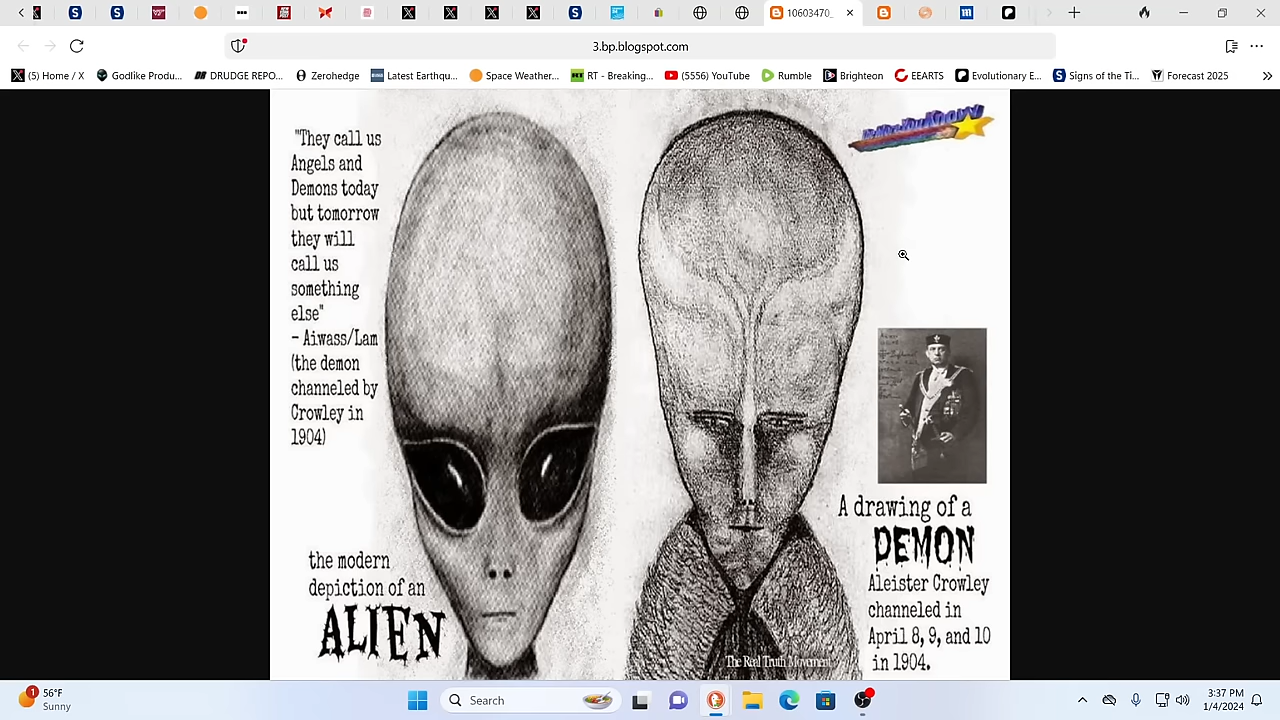 3.bp.blogspot.com
10603470_
(5) Home / X
Godlike Produ...
DRUDGE REPO...
Zerohedge
Latest Earthqu...
Space Weather...
RT - Breaking...
(5556) YouTube
Rumble
Brighteon
EEARTS
Evolutionary E...
Signs of the Ti...
Forecast 2025
"They call us
Angels and
Demons today
but tomorrow
they will
call us
something
else"
- Aiwass/Lam
(the demon
channeled by
Crowley in
1904)
the modern
depiction of an
ALIEN
A drawing of a
DEMON
Aleister Crowley
channeled in
April 8, 9, and 10
in 1904.
The Real Truth Movement
1
56°F
Sunny
Search
3:37 PM
1/4/2024